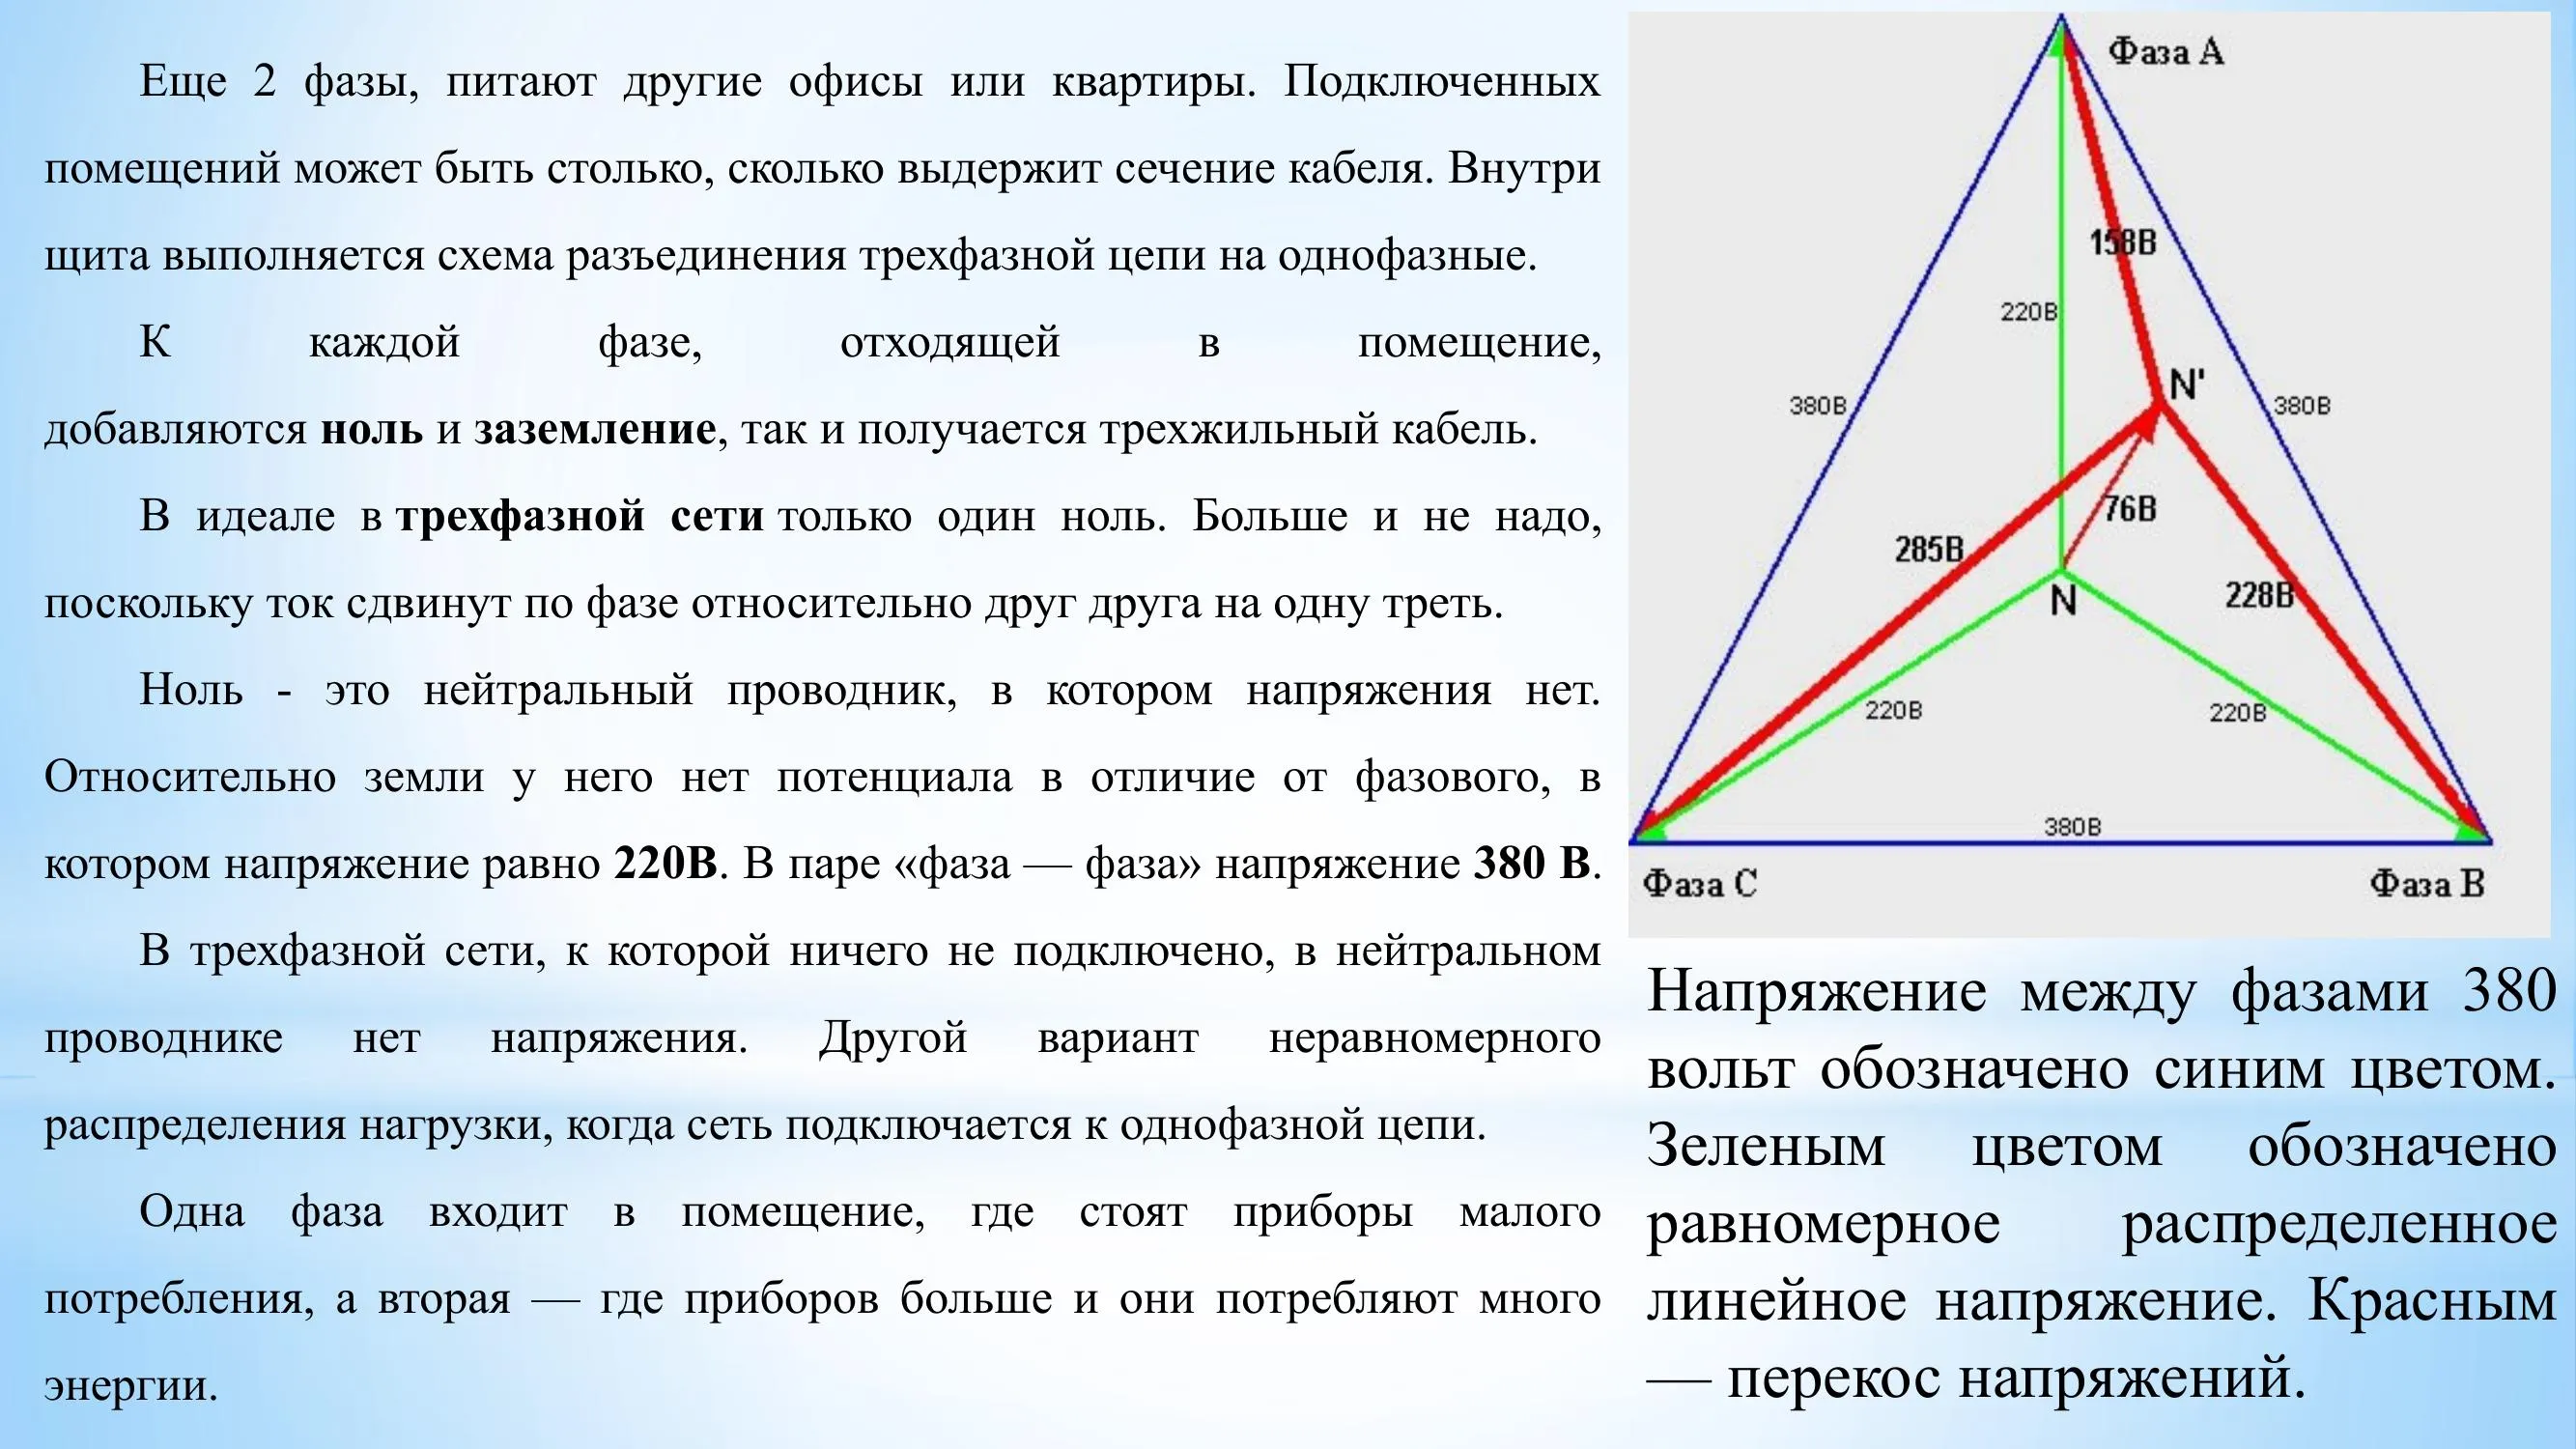 Еще 2 фазы, питают другие офисы или квартиры. Подключенных
помещений может быть столько, сколько выдержит сечение кабеля. Внутри
щита выполняется схема разъединения трехфазной цепи на однофазные.
К каждой фазе, отходящей в помещение,
добавляются ноль и заземление, так и получается трехжильный кабель.
В идеале в трехфазной сети только один ноль. Больше и не надо,
поскольку ток сдвинут по фазе относительно друг друга на одну треть.
Ноль - это нейтральный проводник, в котором напряжения нет.
Относительно земли у него нет потенциала в отличие от фазового, в
котором напряжение равно 220В. В паре «фаза — фаза» напряжение 380 В.
В трехфазной сети, к которой ничего не подключено, в нейтральном
проводнике нет напряжения. Другой вариант неравномерного
распределения нагрузки, когда сеть подключается к однофазной цепи.
Одна фаза входит в помещение, где стоят приборы малого
потребления, а вторая — где приборов больше и они потребляют много
энергии.
Фаза А
158В
220В
N'
380В
380В
76В
285В
228В
N
220В
220В
380В
Фаза С
Фаза В
Напряжение между фазами 380
вольт обозначено синим цветом.
Зеленым цветом обозначено
равномерное распределенное
линейное напряжение. Красным
— перекос напряжений.